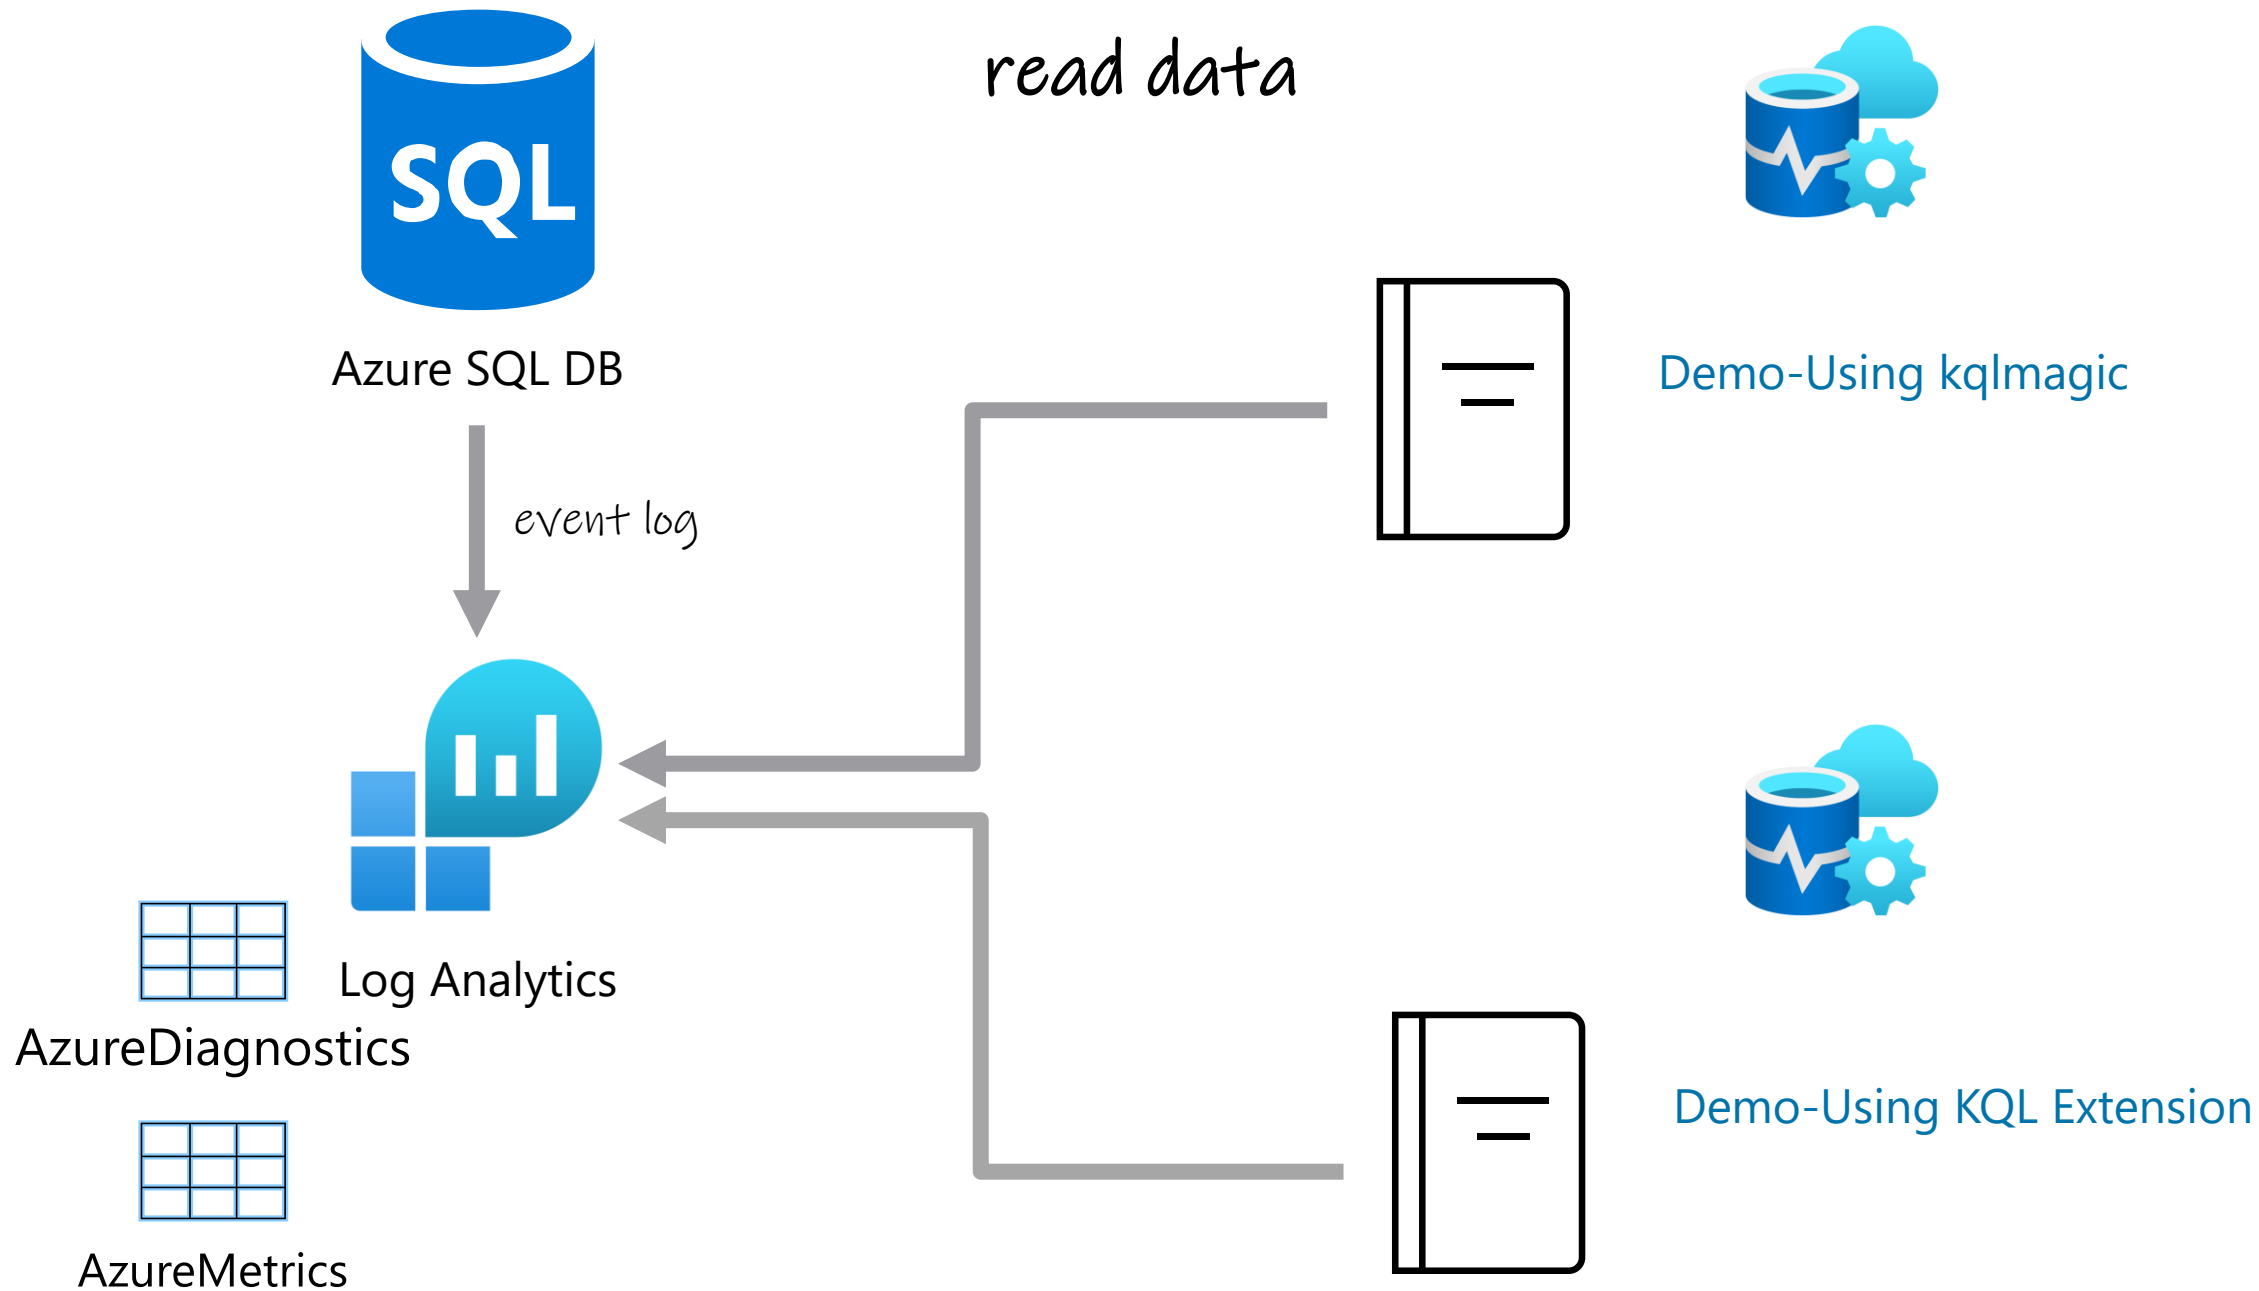 read data
SQL
Azure SQL DB
event log
Demo-Using kqlmagic
Log Analytics
AzureDiagnostics
AzureMetrics
Demo-Using KQL Extension